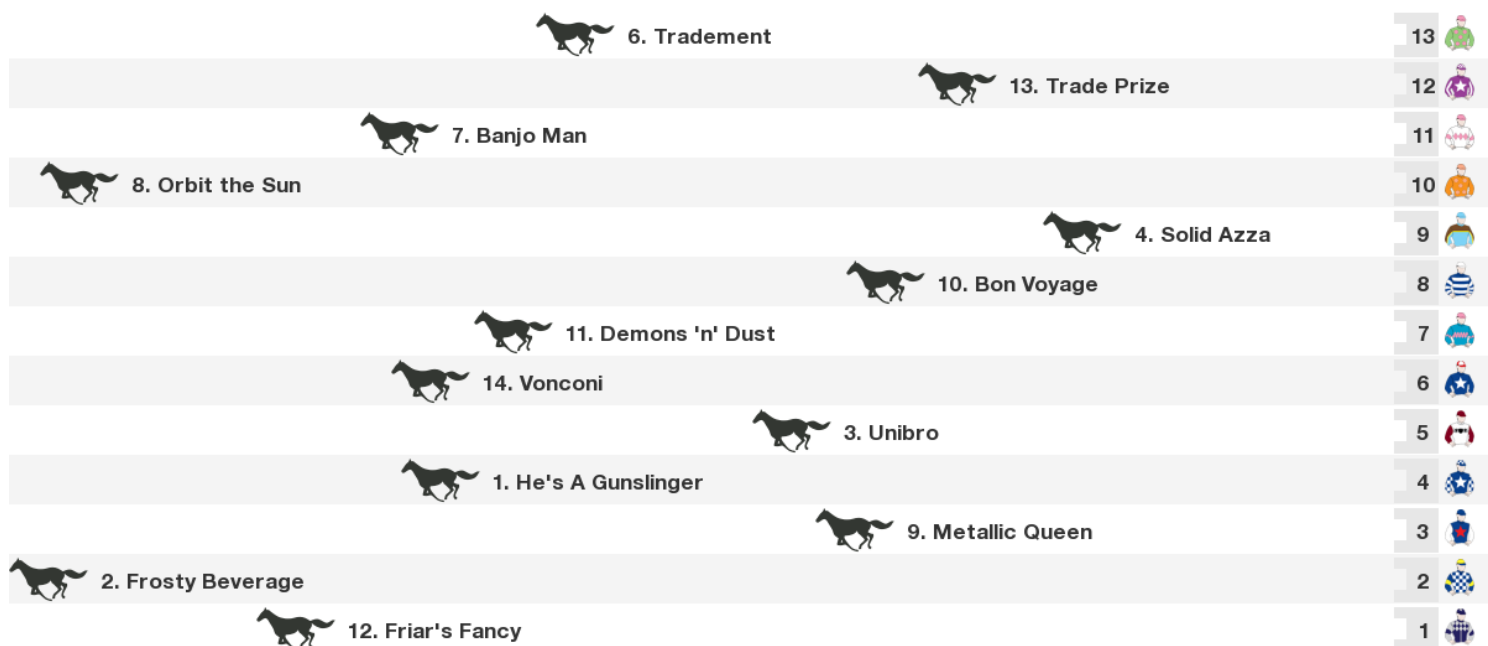 6. Tradement 13
13. Trade Prize 12
7. Banjo Man 11
8. Orbit the Sun 10
4. Solid Azza 9
10. Bon Voyage 8
11. Demons 'n' Dust 7
14. Vonconi 6
3. Unibro 5
1. He's A Gunslinger 4
9. Metallic Queen 3
2. Frosty Beverage 2
12. Friar's Fancy 1